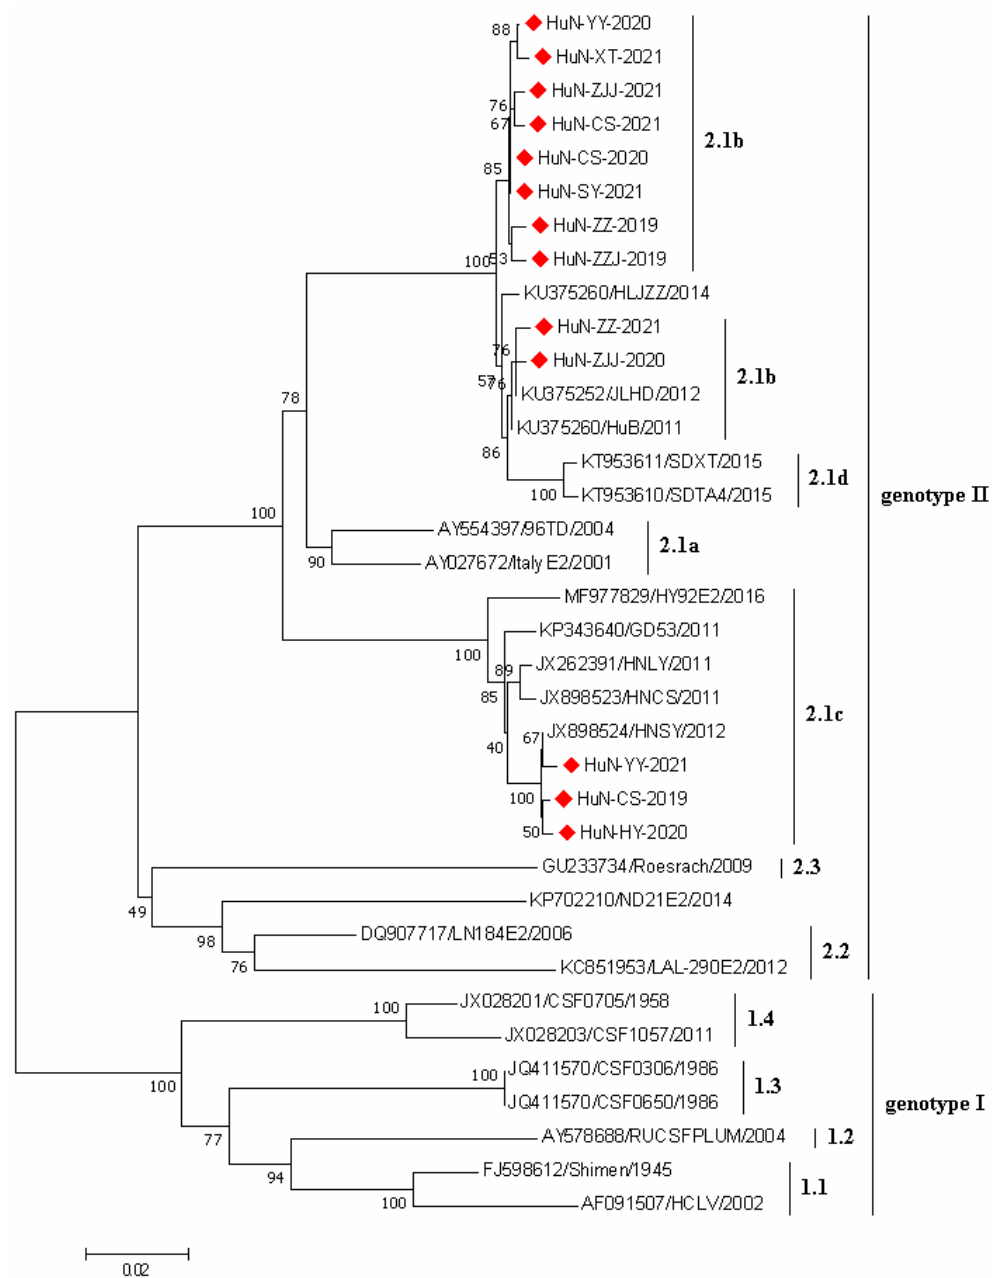 88
HuN-YY-2020
HuN-XT-2021
HuN-ZJJ-2021
76
67
HuN-CS-2021
2.1b
HuN-CS-2020
85
HuN-SY-2021
HuN-ZZ-2019
100
53
HuN-ZZJ-2019
KU375260/HLJZZ/2014
HuN-ZZ-2021
76
HuN-ZJJ-2020
2.1b
57
76
KU375252/JLHD/2012
78
KU375260/HuB/2011
86
KT953611/SDXT/2015
2.1d
100
KT953610/SDTA4/2015
genotype II
100
AY554397/96TD/2004
2.1a
90
AY027672/Italy E2/2001
MF977829/HY92E2/2016
KP343640/GD53/2011
100
89
JX262391/HNLY/2011
85
JX898523/HNCS/2011
2.1c
67
JX898524/HNSY/2012
40
HuN-YY-2021
100
HuN-CS-2019
50
HuN-HY-2020
GU233734/Roesrach/2009
2.3
49
KP702210/ND21E2/2014
98
DQ907717/LN184E2/2006
2.2
76
KC851953/LAL-290E2/2012
100
JX028201/CSF0705/1958
1.4
JX028203/CSF1057/2011
100
100
JQ411570/CSF0306/1986
1.3
JQ411570/CSF0650/1986
genotype I
77
AY578688/RUCSFPLUM/2004
1.2
94
FJ598612/Shimen/1945
1.1
100
AF091507/HCLV/2002
0.02